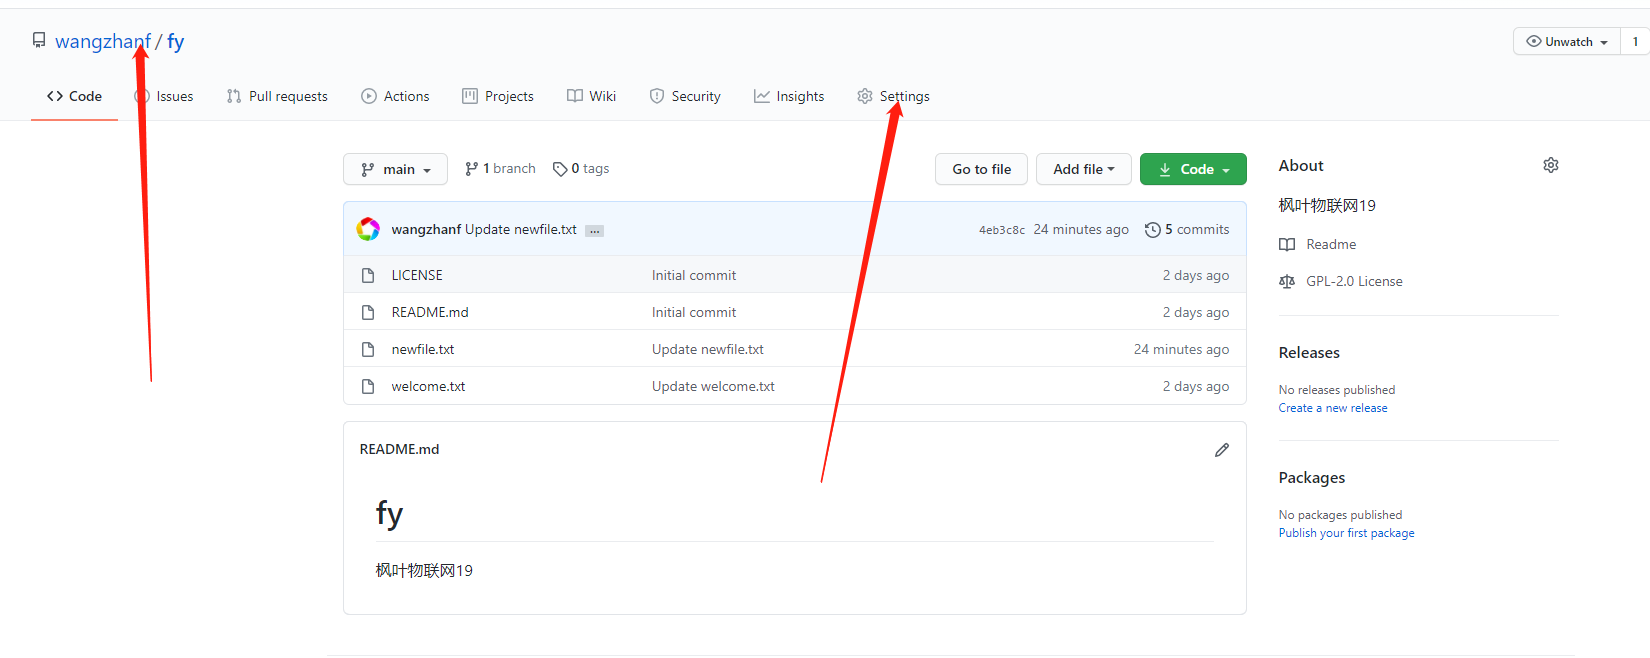 wangzhanf / fy
Unwatch 1
Code Issues Pull requests Actions Projects Wiki Security Insights Settings
main 1 branch 0 tags Go to file Add file Code
wangzhanf Update newfile.txt ... 4eb3c8c 24 minutes ago 5 commits
LICENSE Initial commit 2 days ago
README.md Initial commit 2 days ago
newfile.txt Update newfile.txt 24 minutes ago
welcome.txt Update welcome.txt 2 days ago
README.md
fy
枫叶物联网19
About
枫叶物联网19
Readme
GPL-2.0 License
Releases
No releases published
Create a new release
Packages
No packages published
Publish your first package